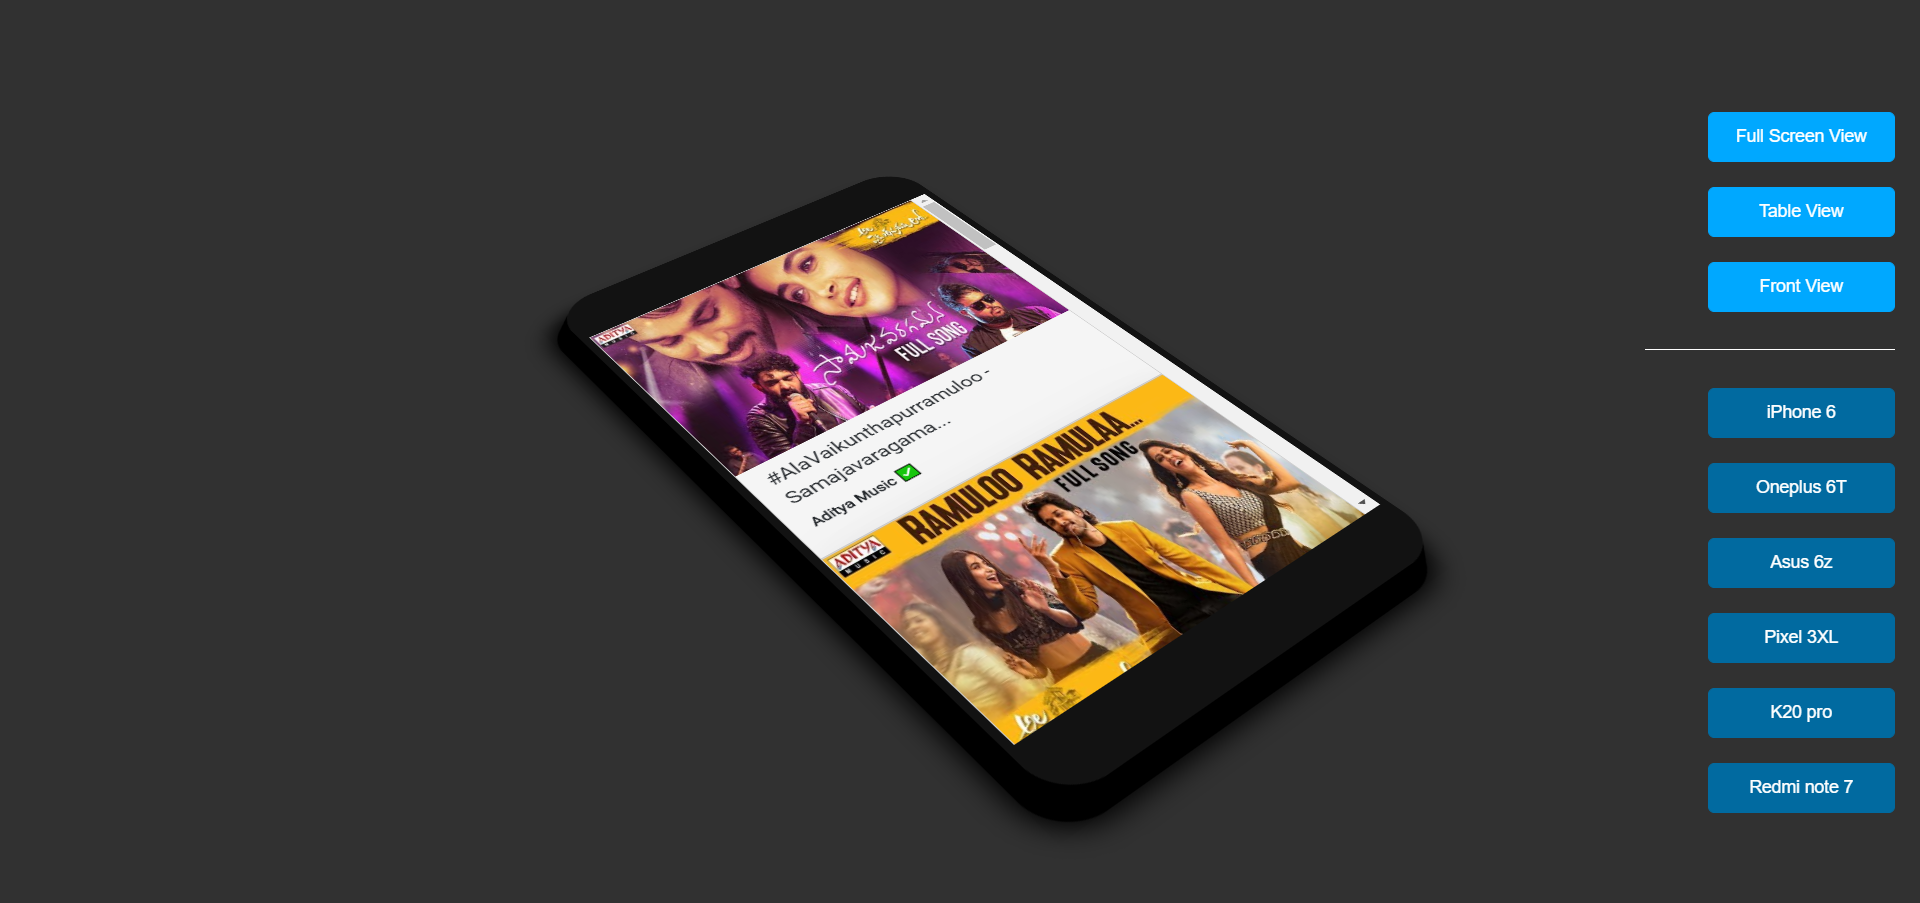 ADITYA
MUSIC
సామజవరగమన
FULL SONG
#AlaVaikunthapurramuloo -
Samajavaragama...
Aditya Music ✅
RAMULOO RAMULAA...
FULL SONG
ADITYA
MUSIC
Full Screen View
Table View
Front View
iPhone 6
Oneplus 6T
Asus 6z
Pixel 3XL
K20 pro
Redmi note 7